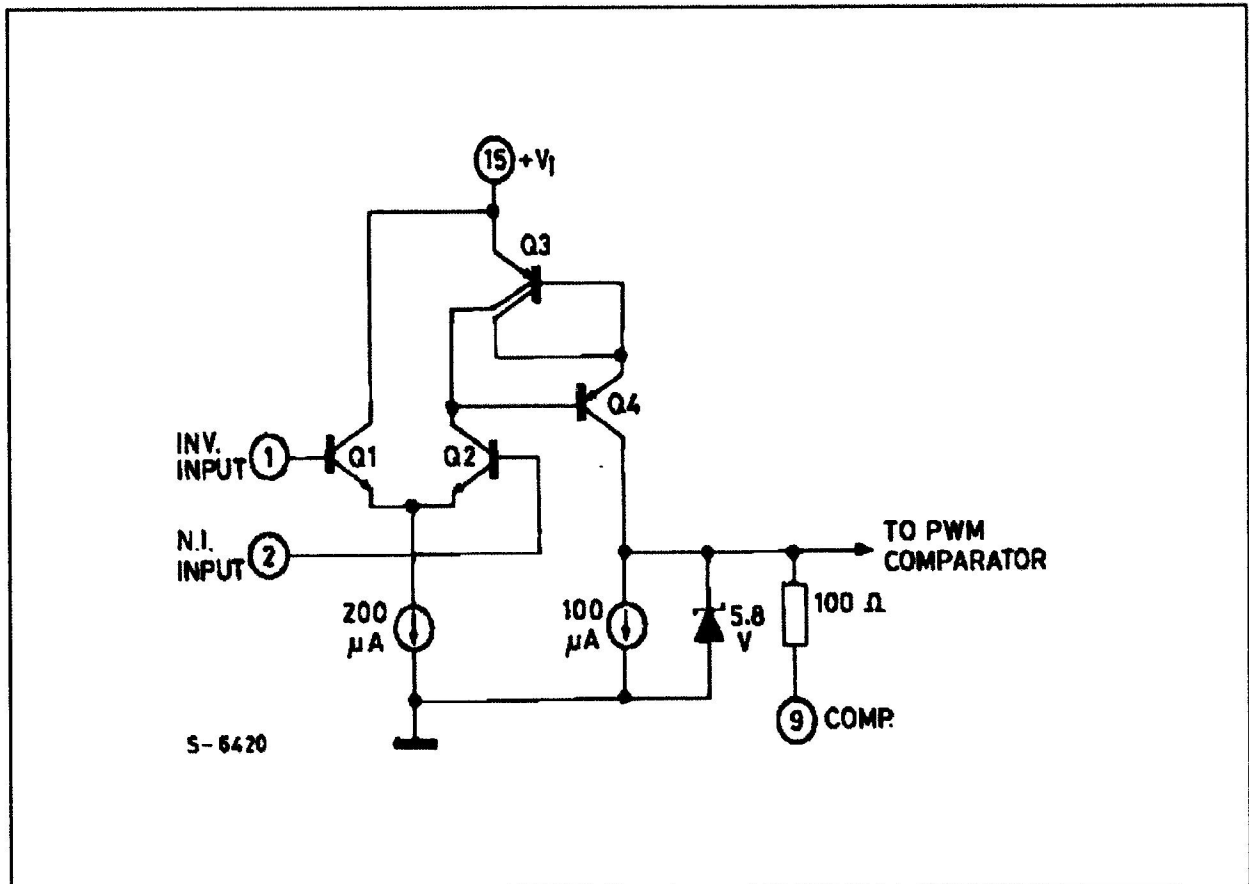 15 +Vi
Q3
Q4
INV.
INPUT 1
Q1
Q2
N.I.
INPUT 2
TO PWM
COMPARATOR
200
µA
100
µA
5.8
V
100 Ω
9 COMP.
S-6420